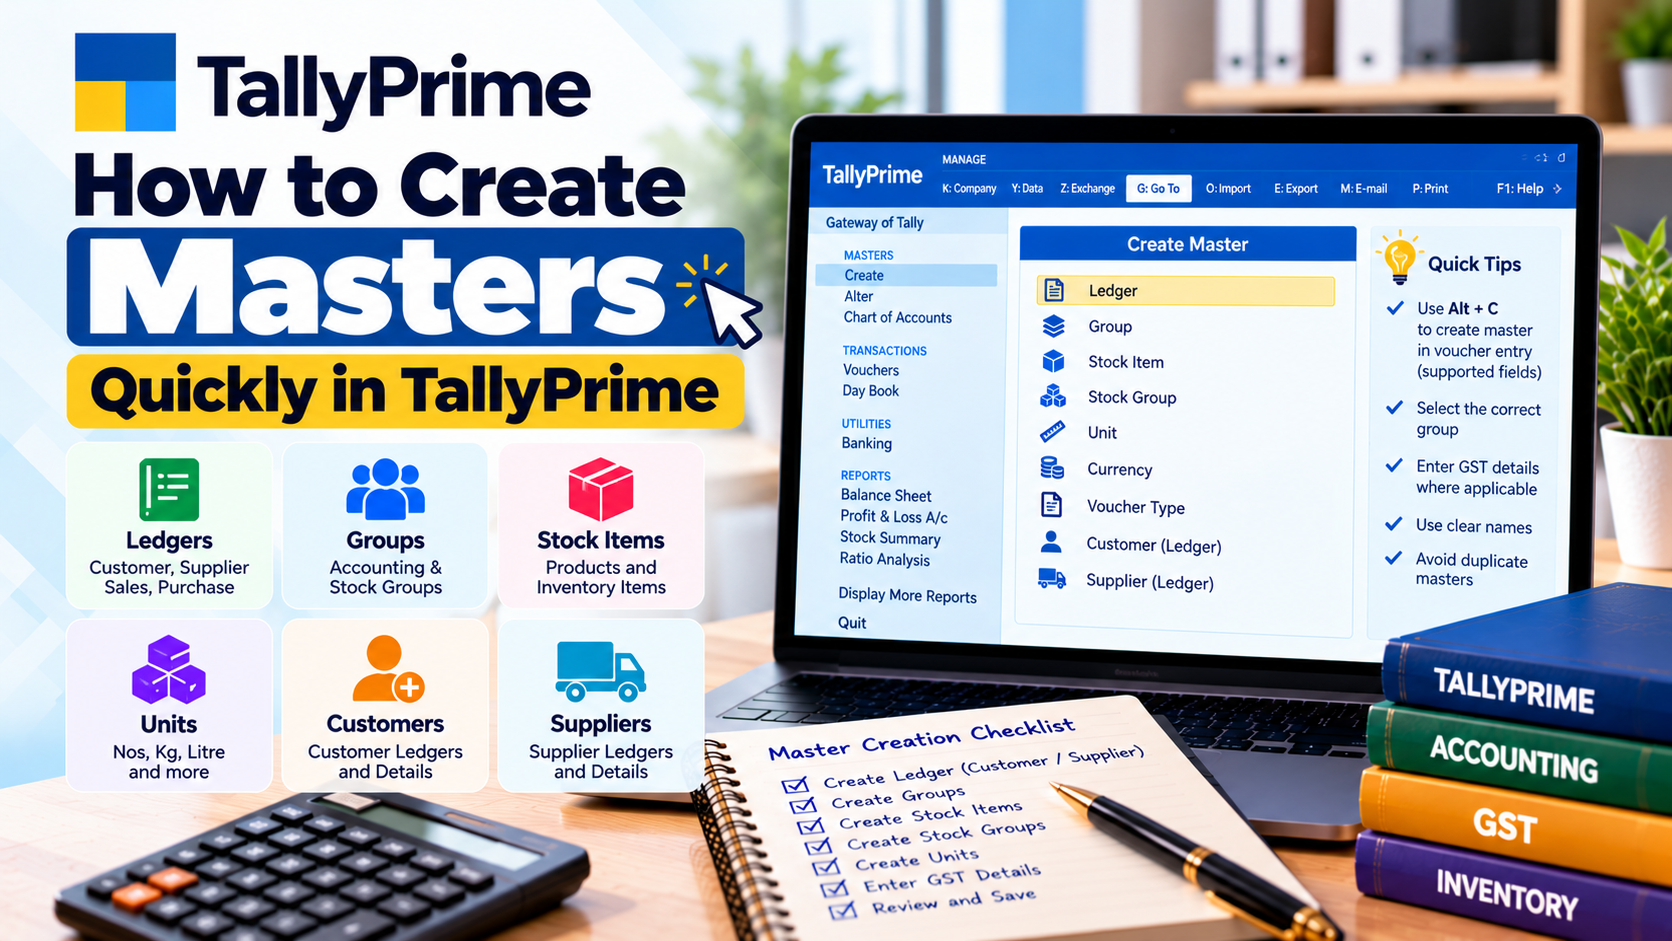 TallyPrime
How to Create
Masters
Quickly in TallyPrime
Ledgers
Customer, Supplier
Sales, Purchase
Groups
Accounting &
Stock Groups
Stock Items
Products and
Inventory Items
Units
Nos, Kg, Litre
and more
Customers
Customer Ledgers
and Details
Suppliers
Supplier Ledgers
and Details
TallyPrime
MANAGE
K: Company
Y: Data
Z: Exchange
G: Go To
O: Import
E: Export
M: E-mail
P: Print
F1: Help
Gateway of Tally
MASTERS
Create
Alter
Chart of Accounts
TRANSACTIONS
Vouchers
Day Book
UTILITIES
Banking
REPORTS
Balance Sheet
Profit & Loss A/c
Stock Summary
Ratio Analysis
Display More Reports
Quit
Create Master
Ledger
Group
Stock Item
Stock Group
Unit
Currency
Voucher Type
Customer (Ledger)
Supplier (Ledger)
Quick Tips
Use Alt + C
to create master
in voucher entry
(supported fields)
Select the correct
group
Enter GST details
where applicable
Use clear names
Avoid duplicate
masters
Master Creation Checklist
Create Ledger (Customer / Supplier)
Create Groups
Create Stock Items
Create Stock Groups
Create Units
Enter GST Details
Review and Save
TALLYPRIME
ACCOUNTING
GST
INVENTORY